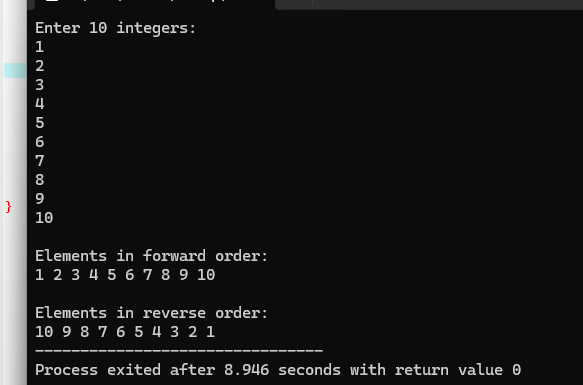 Enter 10 integers:
1
2
3
4
5
6
7
8
9
10
Elements in forward order:
1 2 3 4 5 6 7 8 9 10
Elements in reverse order:
10 9 8 7 6 5 4 3 2 1
--------------------------------
Process exited after 8.946 seconds with return value 0
}